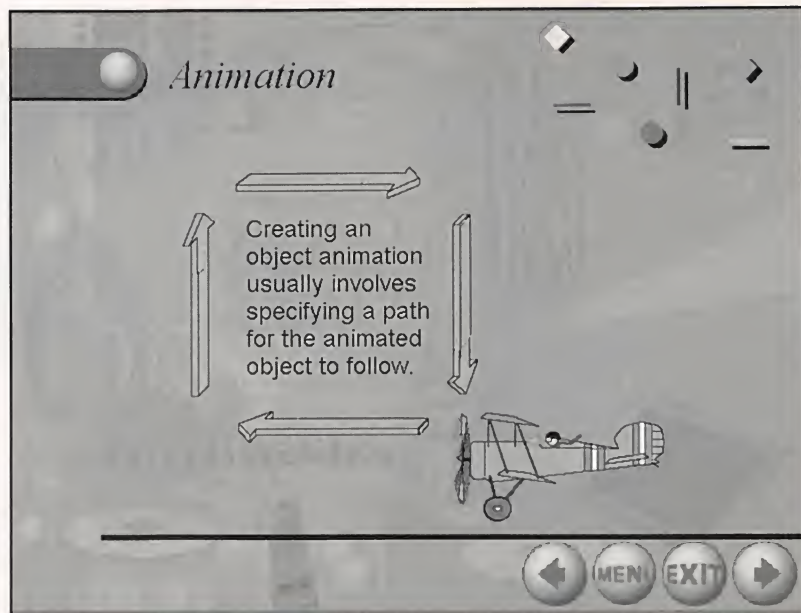 Animation
Creating an
object animation
usually involves
specifying a path
for the animated
object to follow.
MENU EXIT